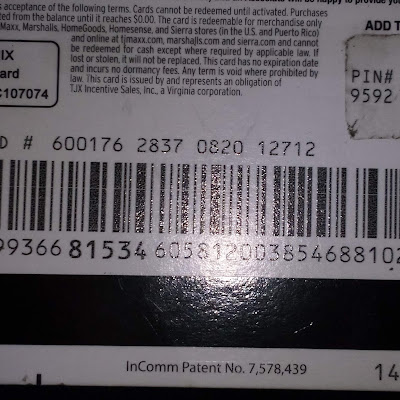 s acceptance of the following terms. Cards cannot be redeemed until activated. Purchases
from the balance until it reaches $0.00. The card is redeemable for merchandise only
Maxx, Marshalls, HomeGoods, Homesense, and Sierra stores (in the U.S. and Puerto Rico)
and online at tjmaxx.com, marshalls.com and sierra.com and cannot
be redeemed for cash except where required by applicable law. If
lost or stolen, it will not be replaced. This card has no expiration date
and incurs no dormancy fees. Any term is void where prohibited by
law. This card is issued by and represents an obligation of
TJX Incentive Sales, Inc., a Virginia corporation.
ADD T
IX
ard
C107074
PIN#
9592
D # 600176 2837 0820 12712
99366 81534 60581200385468810
InComm Patent No. 7,578,439
14